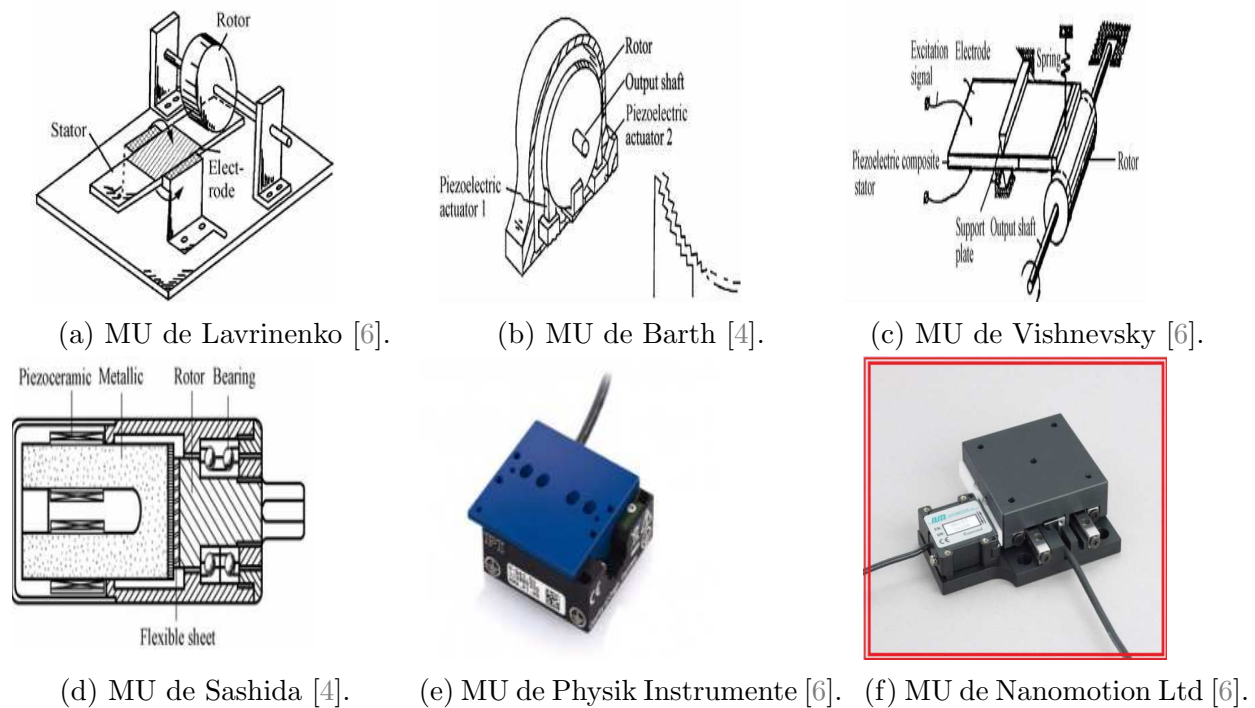 Rotor
Stator
Elect-
rode
Rotor
Output shaft
Piezoelectric
actuator 2
Piezoelectric
actuator 1
Excitation
signal
Electrode
Spring
Piezoelectric composite
stator
Rotor
Support
plate
Output shaft
(a) MU de Lavrinenko [6].
(b) MU de Barth [4].
(c) MU de Vishnevsky [6].
Piezoceramic Metallic Rotor Bearing
Flexible sheet
(d) MU de Sashida [4].
(e) MU de Physik Instrumente [6].
(f) MU de Nanomotion Ltd [6].